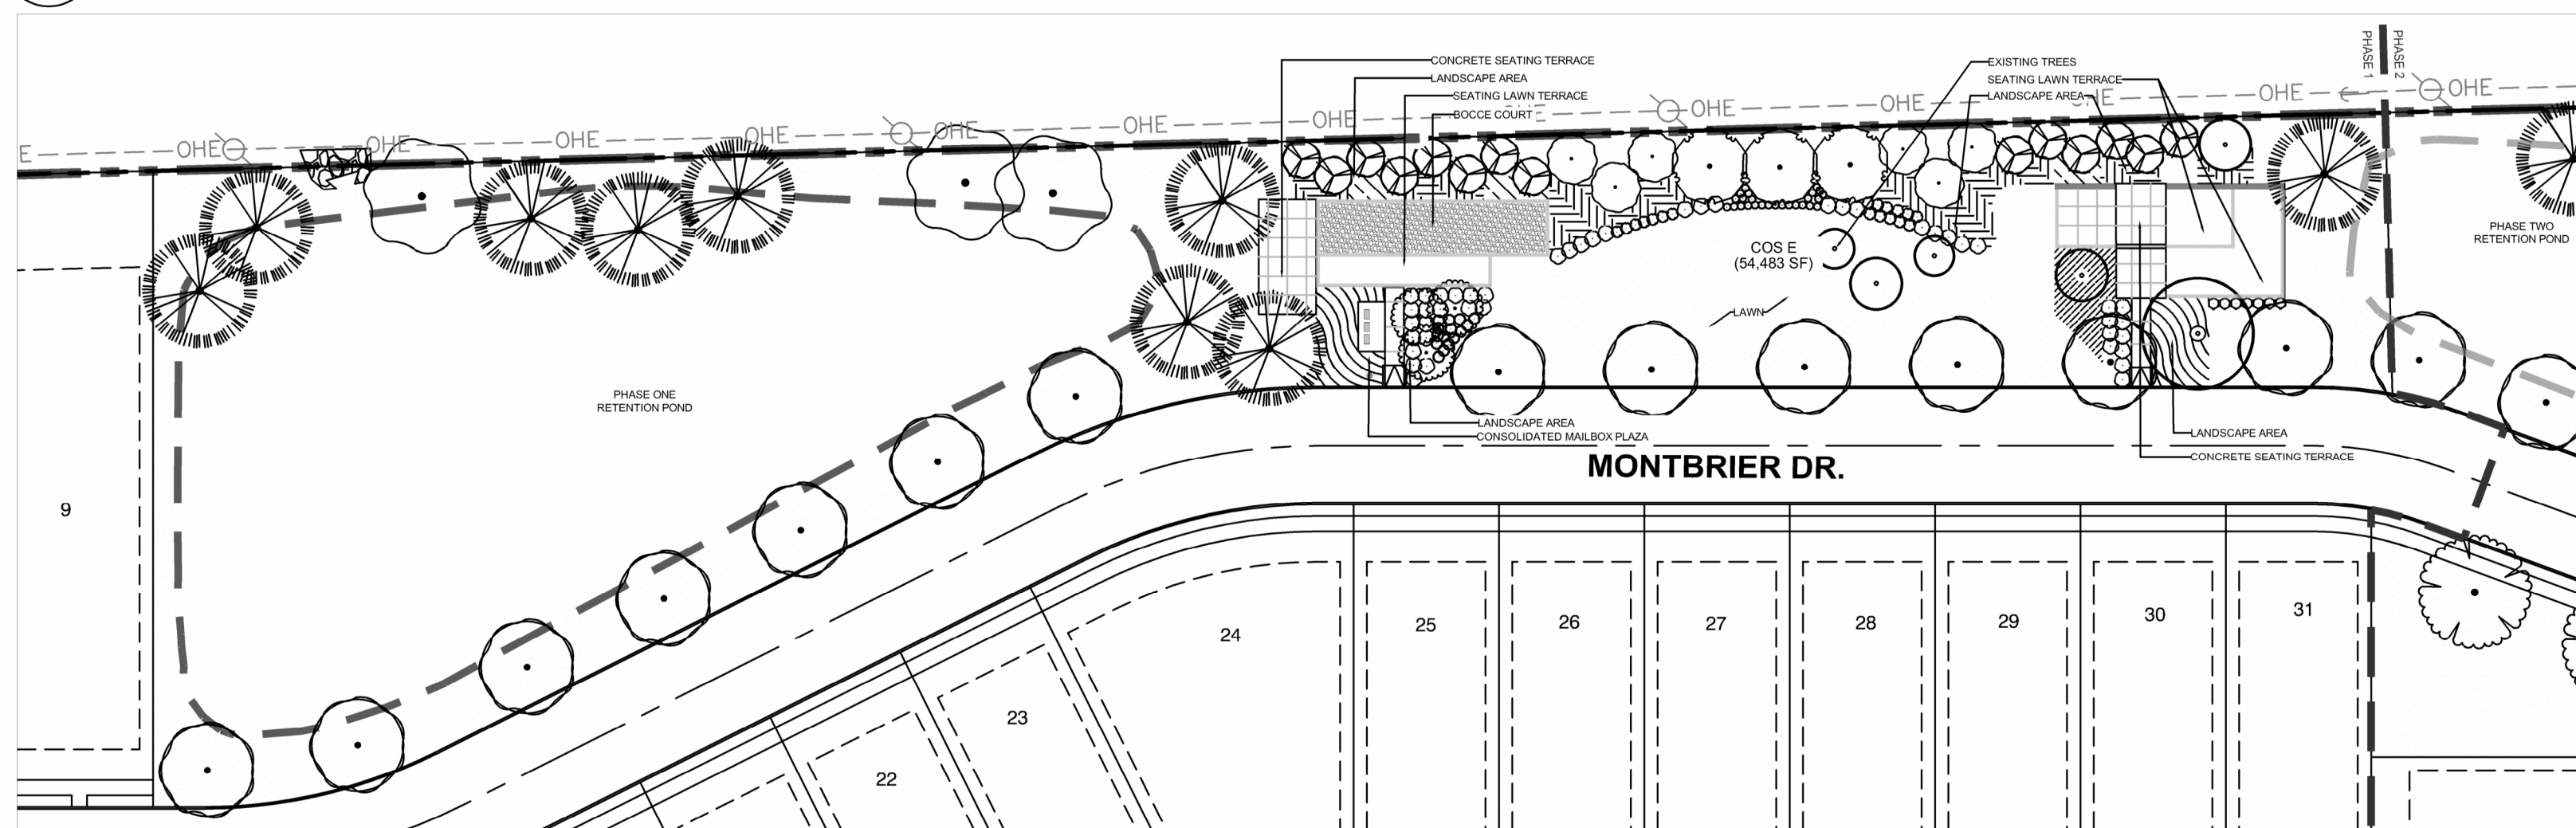 CONCRETE SEATING TERRACE
LANDSCAPE AREA
SEATING LAWN TERRACE
BOCCE COURT
EXISTING TREES
SEATING LAWN TERRACE
LANDSCAPE AREA
PHASE 1
PHASE 2
E
OHE
OHE
OHE
OHE
OHE
OHE
OHE
OHE
OHE
OHE
OHE
PHASE TWO
RETENTION POND
COS E
(54,483 SF)
LAWN
PHASE ONE
RETENTION POND
LANDSCAPE AREA
CONSOLIDATED MAILBOX PLAZA
LANDSCAPE AREA
CONCRETE SEATING TERRACE
MONTBRIER DR.
9
22
23
24
25
26
27
28
29
30
31